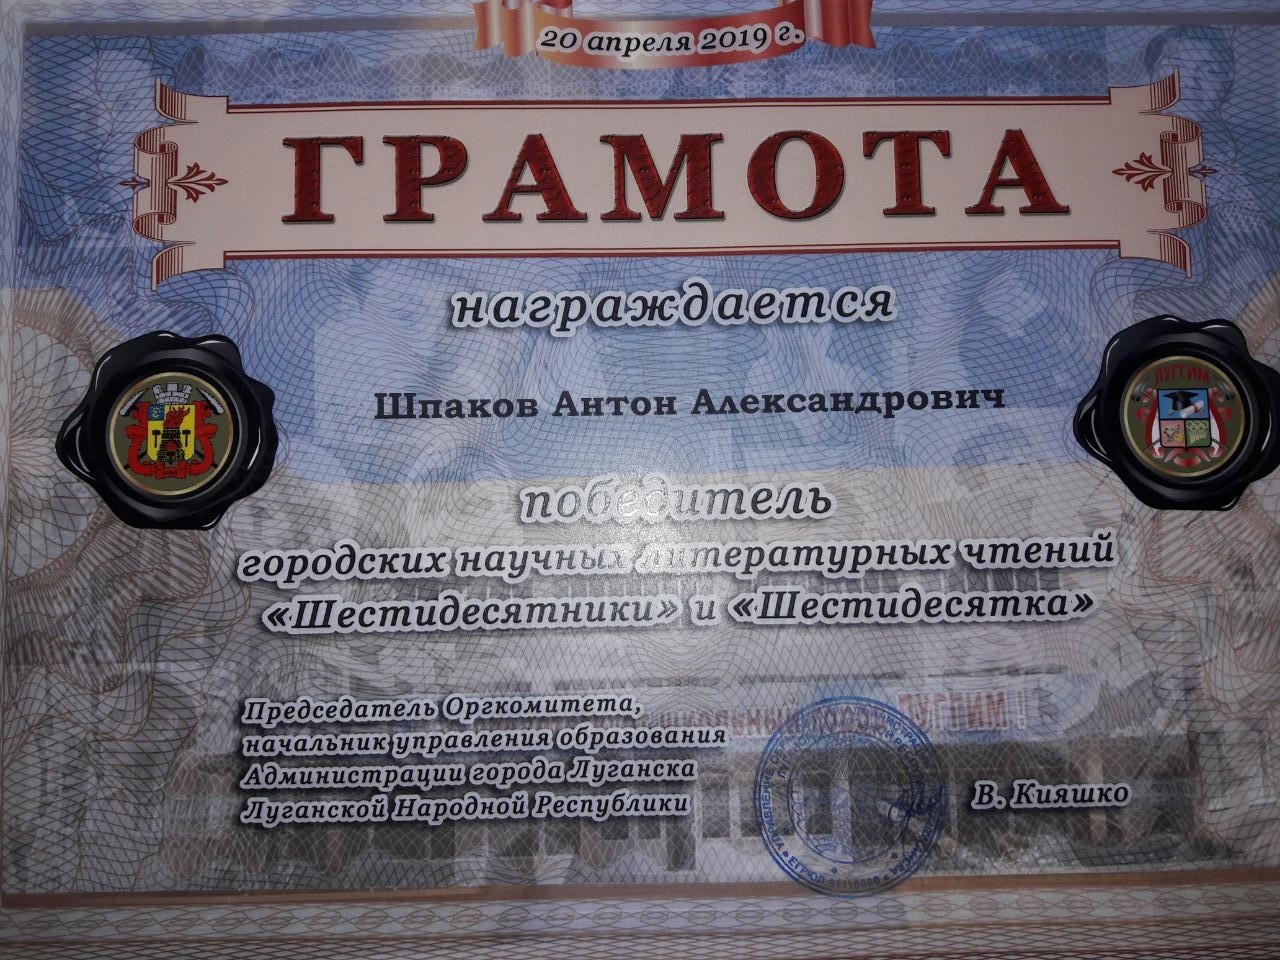 20 апреля 2019 г.
ГРАМОТА
награждается
Шпаков Антон Александрович
победитель
городских научных литературных чтений
«Шестидесятники» и «Шестидесятка»
Председатель Оргкомитета,
начальник управления образования
Администрации города Луганска
Луганской Народной Республики
В. Кияшко